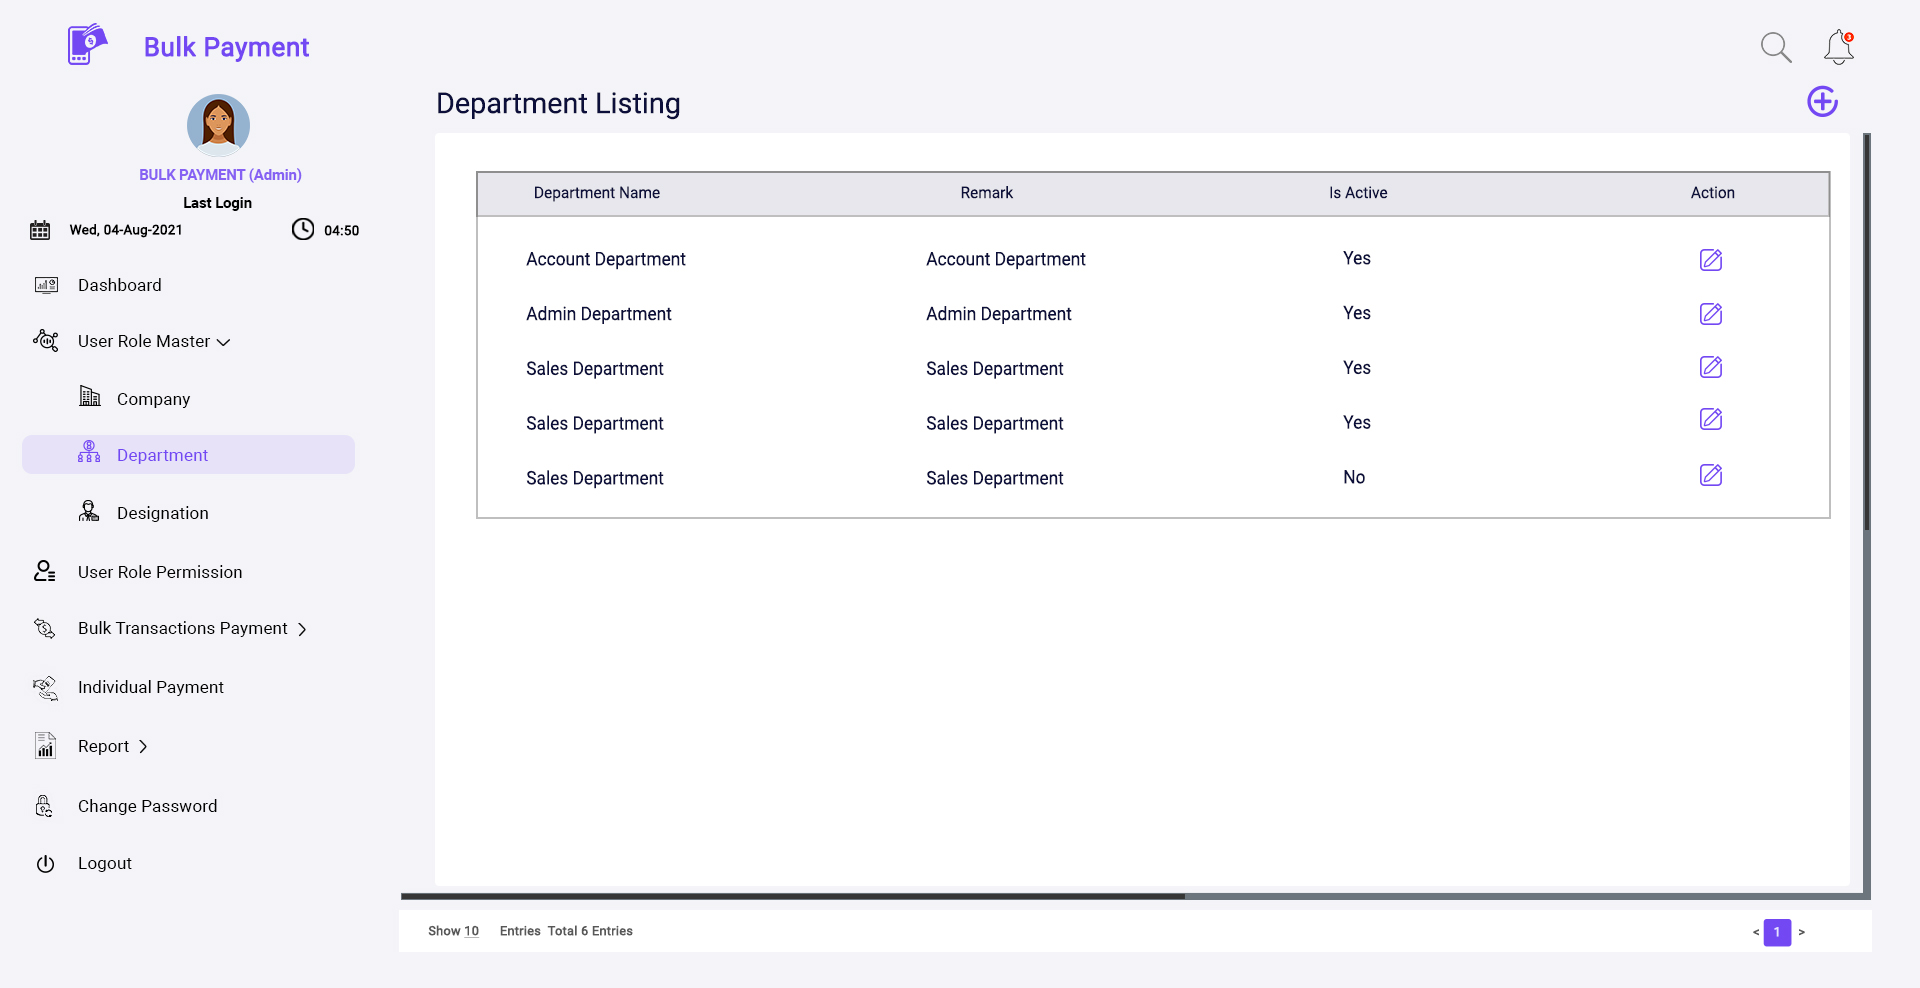 Bulk Payment
3
BULK PAYMENT (Admin)
Last Login
Wed, 04-Aug-2021 04:50
Dashboard
User Role Master
Company
Department
Designation
User Role Permission
Bulk Transactions Payment
Individual Payment
Report
Change Password
Logout
Department Listing
Department Name Remark Is Active Action
Account Department Account Department Yes
Admin Department Admin Department Yes
Sales Department Sales Department Yes
Sales Department Sales Department Yes
Sales Department Sales Department No
Show 10 Entries Total 6 Entries < 1 >